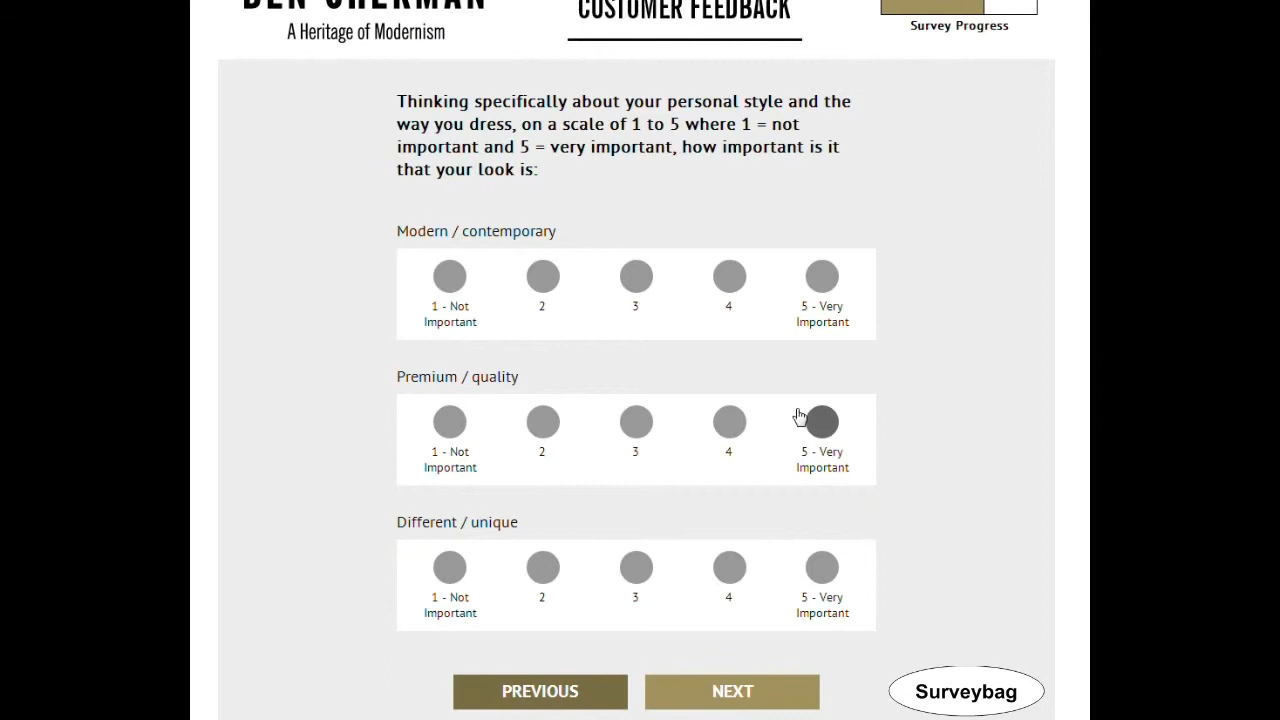 BEN SHERMAN
A Heritage of Modernism
CUSTOMER FEEDBACK
Survey Progress
Thinking specifically about your personal style and the
way you dress, on a scale of 1 to 5 where 1 = not
important and 5 = very important, how important is it
that your look is:
Modern / contemporary
1 - Not
Important
2
3
4
5 - Very
Important
Premium / quality
1 - Not
Important
2
3
4
5 - Very
Important
Different / unique
1 - Not
Important
2
3
4
5 - Very
Important
PREVIOUS
NEXT
Surveybag